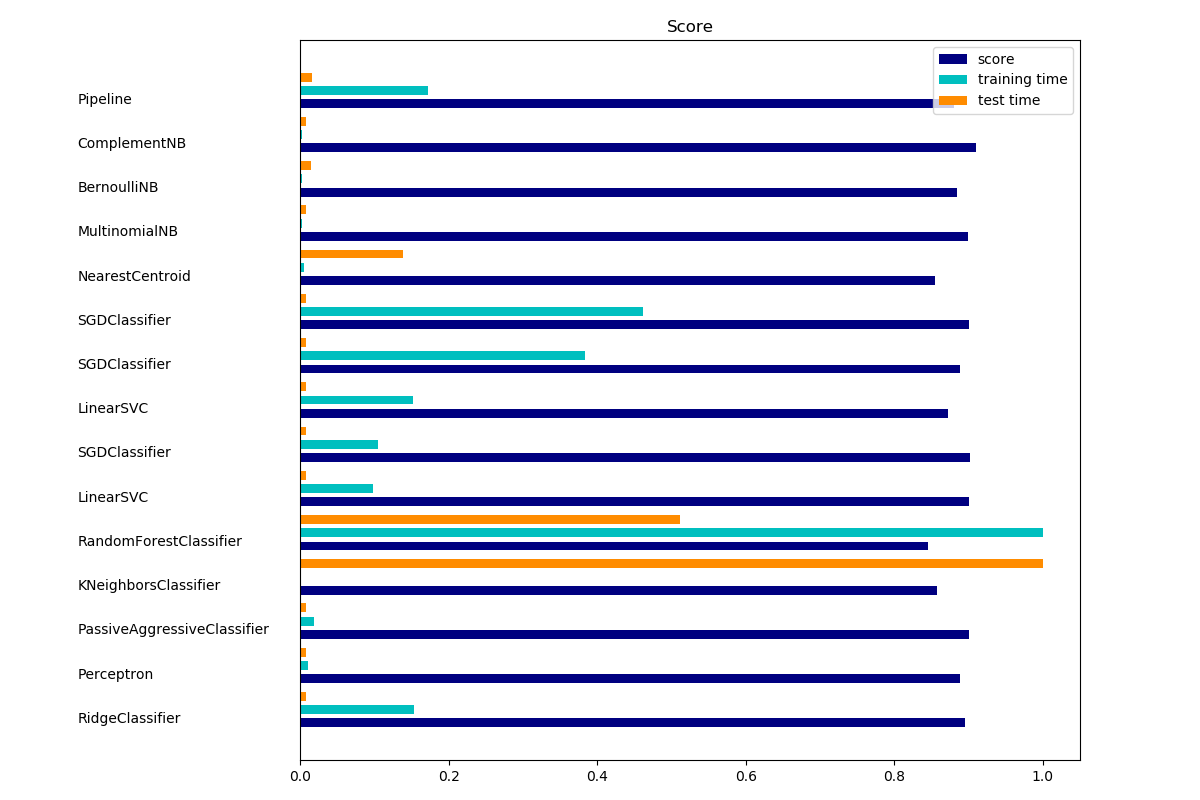 Score
score
training time
test time
Pipeline
ComplementNB
BernoulliNB
MultinomialNB
NearestCentroid
SGDClassifier
SGDClassifier
LinearSVC
SGDClassifier
LinearSVC
RandomForestClassifier
KNeighborsClassifier
PassiveAggressiveClassifier
Perceptron
RidgeClassifier
0.0 0.2 0.4 0.6 0.8 1.0